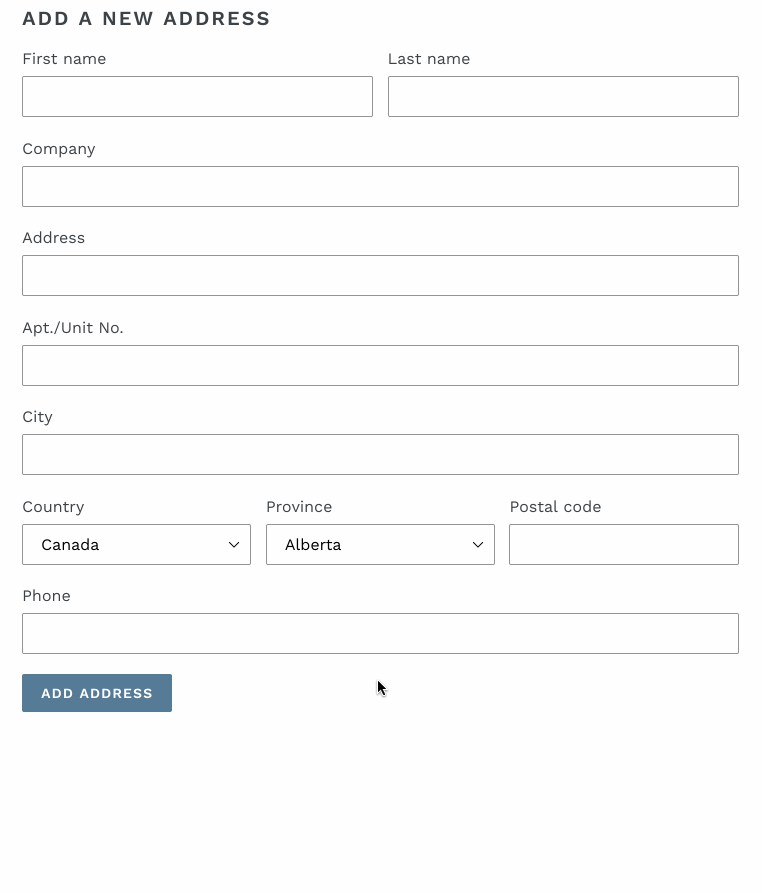 ADD A NEW ADDRESS
First name Last name
Company
Address
Apt./Unit No.
City
Country Province Postal code
Canada Alberta
Phone
ADD ADDRESS